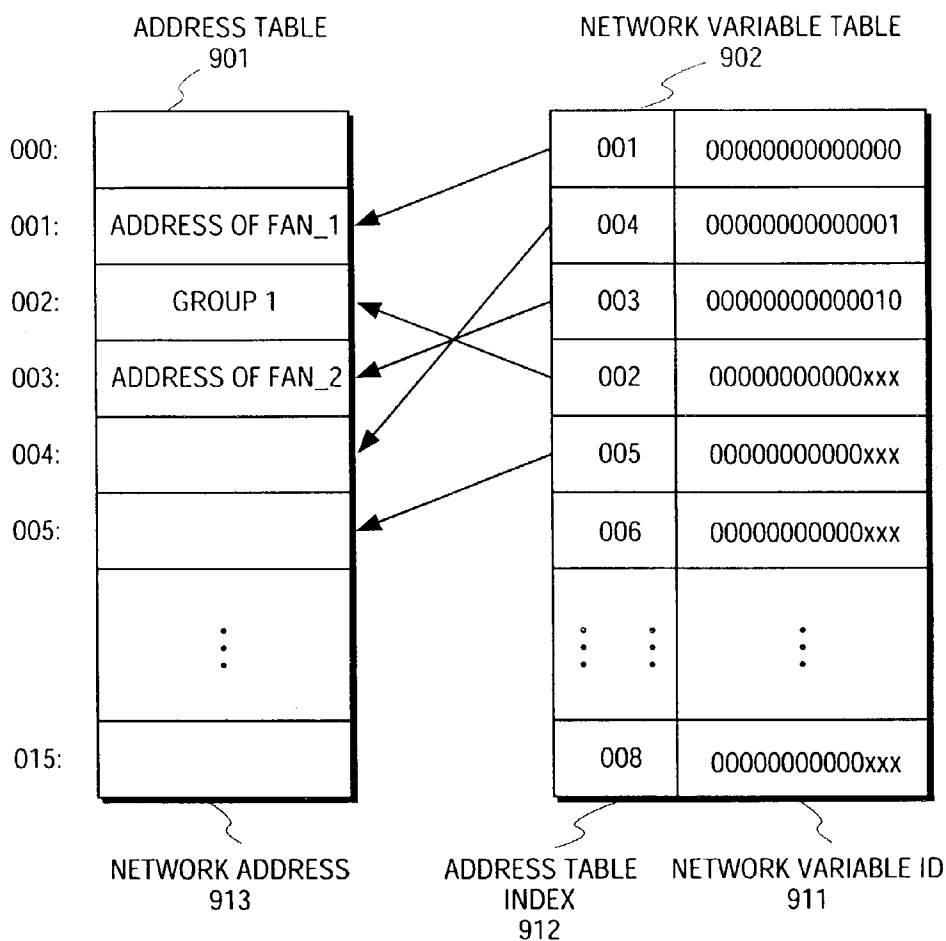 ADDRESS TABLE
901
NETWORK VARIABLE TABLE
902
000:
001 00000000000000
001: ADDRESS OF FAN_1
004 00000000000001
002: GROUP 1
003 00000000000010
003: ADDRESS OF FAN_2
002 00000000000xxx
004:
005 00000000000xxx
005:
006 00000000000xxx
015:
008 00000000000xxx
NETWORK ADDRESS
913
ADDRESS TABLE
INDEX
912
NETWORK VARIABLE ID
911